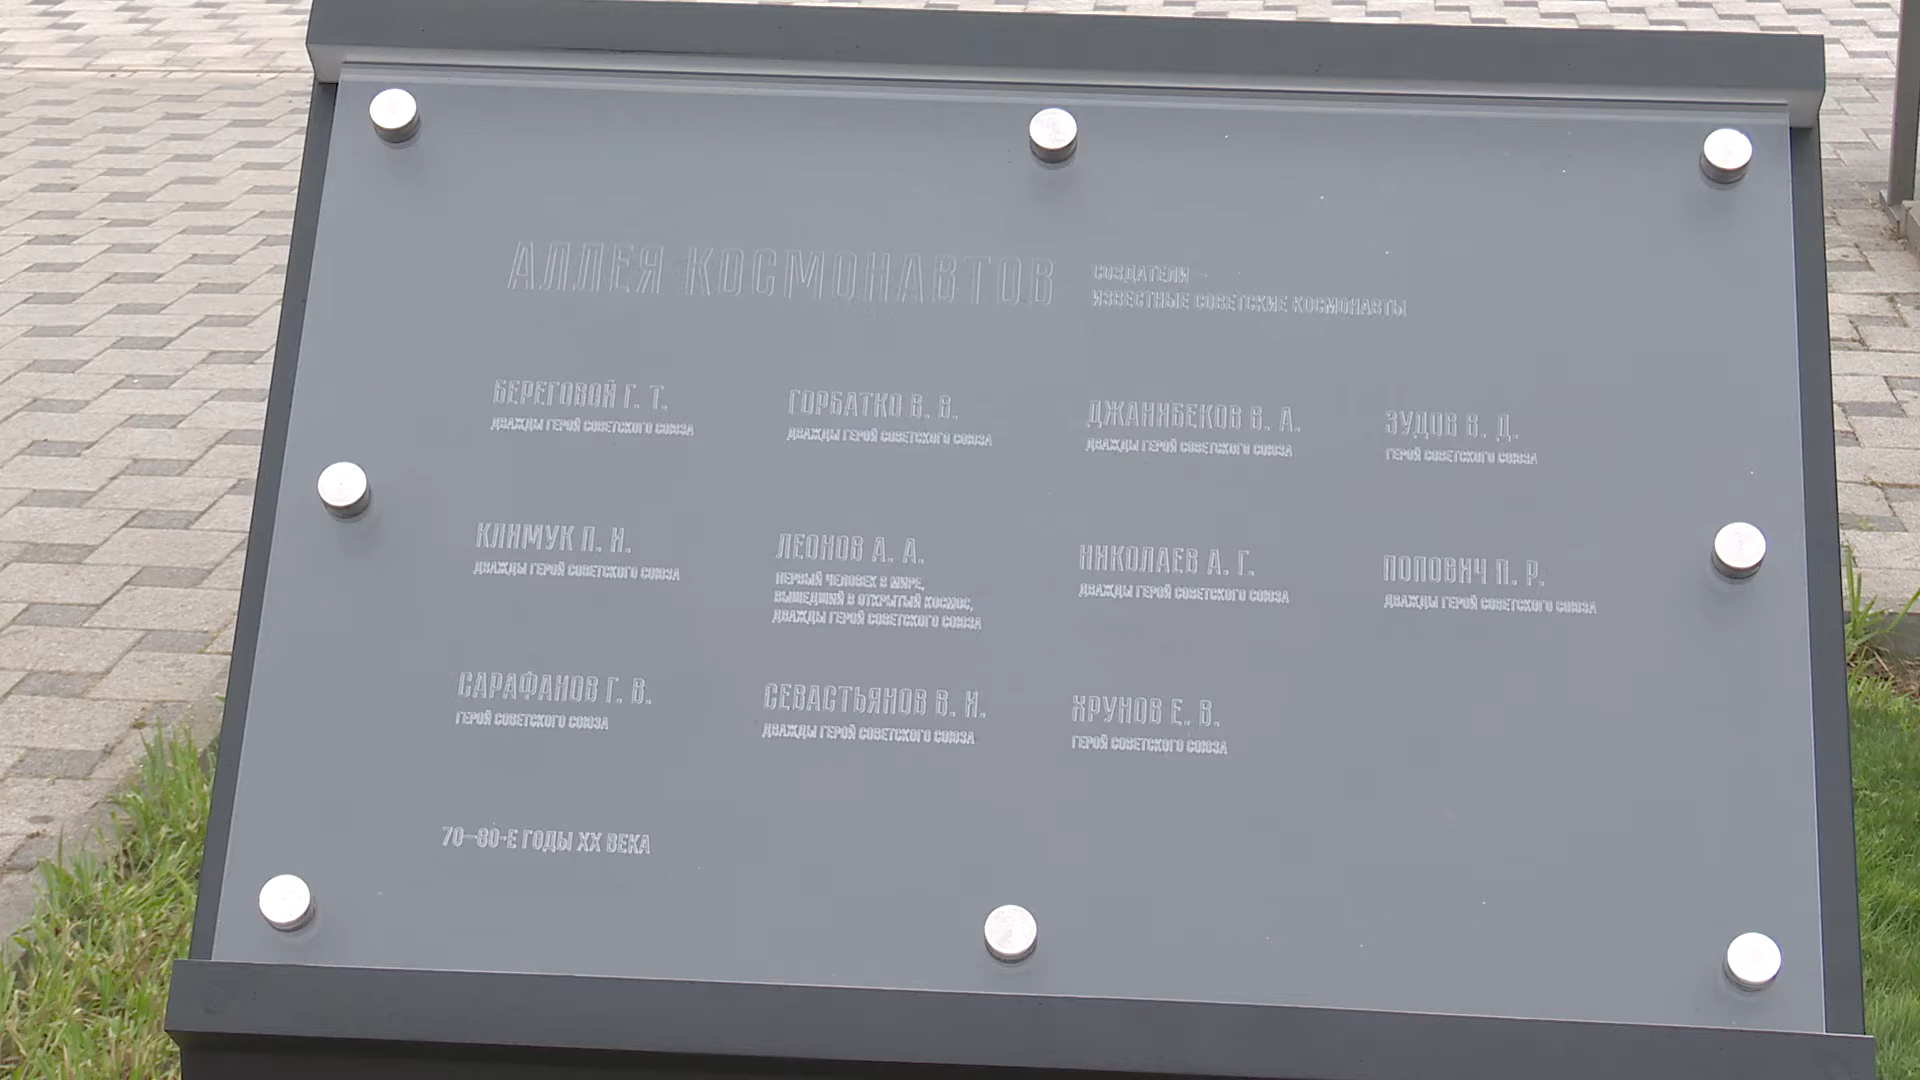 АЛЛЕЯ КОСМОНАВТОВ
СОЗДАТЕЛИ –
ИЗВЕСТНЫЕ СОВЕТСКИЕ КОСМОНАВТЫ
БЕРЕГОВОЙ Г. Т.
ДВАЖДЫ ГЕРОЙ СОВЕТСКОГО СОЮЗА
ГОРБАТКО В. В.
ДВАЖДЫ ГЕРОЙ СОВЕТСКОГО СОЮЗА
ДЖАНИБЕКОВ В. А.
ДВАЖДЫ ГЕРОЙ СОВЕТСКОГО СОЮЗА
ЗУДОВ В. Д.
ГЕРОЙ СОВЕТСКОГО СОЮЗА
КЛИМУК П. И.
ДВАЖДЫ ГЕРОЙ СОВЕТСКОГО СОЮЗА
ЛЕОНОВ А. А.
ПЕРВЫЙ ЧЕЛОВЕК В МИРЕ,
ВЫШЕДШИЙ В ОТКРЫТЫЙ КОСМОС,
ДВАЖДЫ ГЕРОЙ СОВЕТСКОГО СОЮЗА
НИКОЛАЕВ А. Г.
ДВАЖДЫ ГЕРОЙ СОВЕТСКОГО СОЮЗА
ПОПОВИЧ П. Р.
ДВАЖДЫ ГЕРОЙ СОВЕТСКОГО СОЮЗА
САРАФАНОВ Г. В.
ГЕРОЙ СОВЕТСКОГО СОЮЗА
СЕВАСТЬЯНОВ В. И.
ДВАЖДЫ ГЕРОЙ СОВЕТСКОГО СОЮЗА
ХРУНОВ Е. В.
ГЕРОЙ СОВЕТСКОГО СОЮЗА
70–80-Е ГОДЫ XX ВЕКА